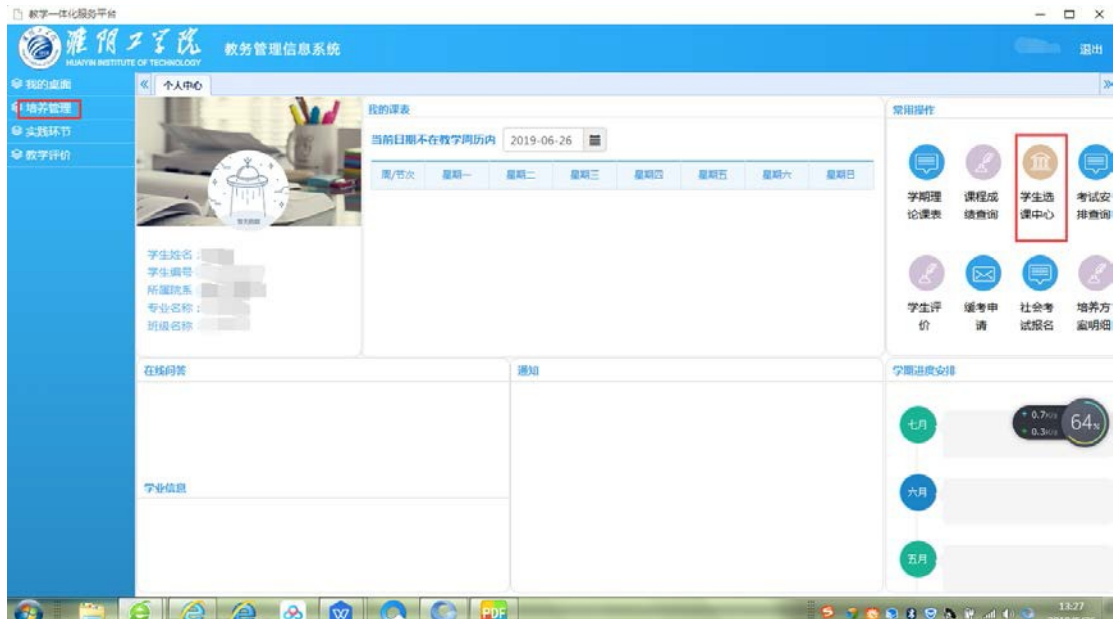 教学一体化服务平台
淮阴工学院
HUAIYIN INSTITUTE OF TECHNOLOGY
教务管理信息系统
退出
我的桌面
个人中心
培养管理
实践环节
教学评价
我的课表
当前日期不在教学周历内 2019-06-26
周/节次 星期一 星期二 星期三 星期四 星期五 星期六 星期日
学生姓名：
学生编号
所属院系
专业名称：
班级名称
常用操作
学期理论课表
课程成绩查询
学生选课中心
考试安排查询
学生评价
缓考申请
社会考试报名
培养方案明细
在线问答
通知
学期进度安排
七月
0.7K/s
0.3K/s
64%
学业信息
六月
五月
PDF
13:27